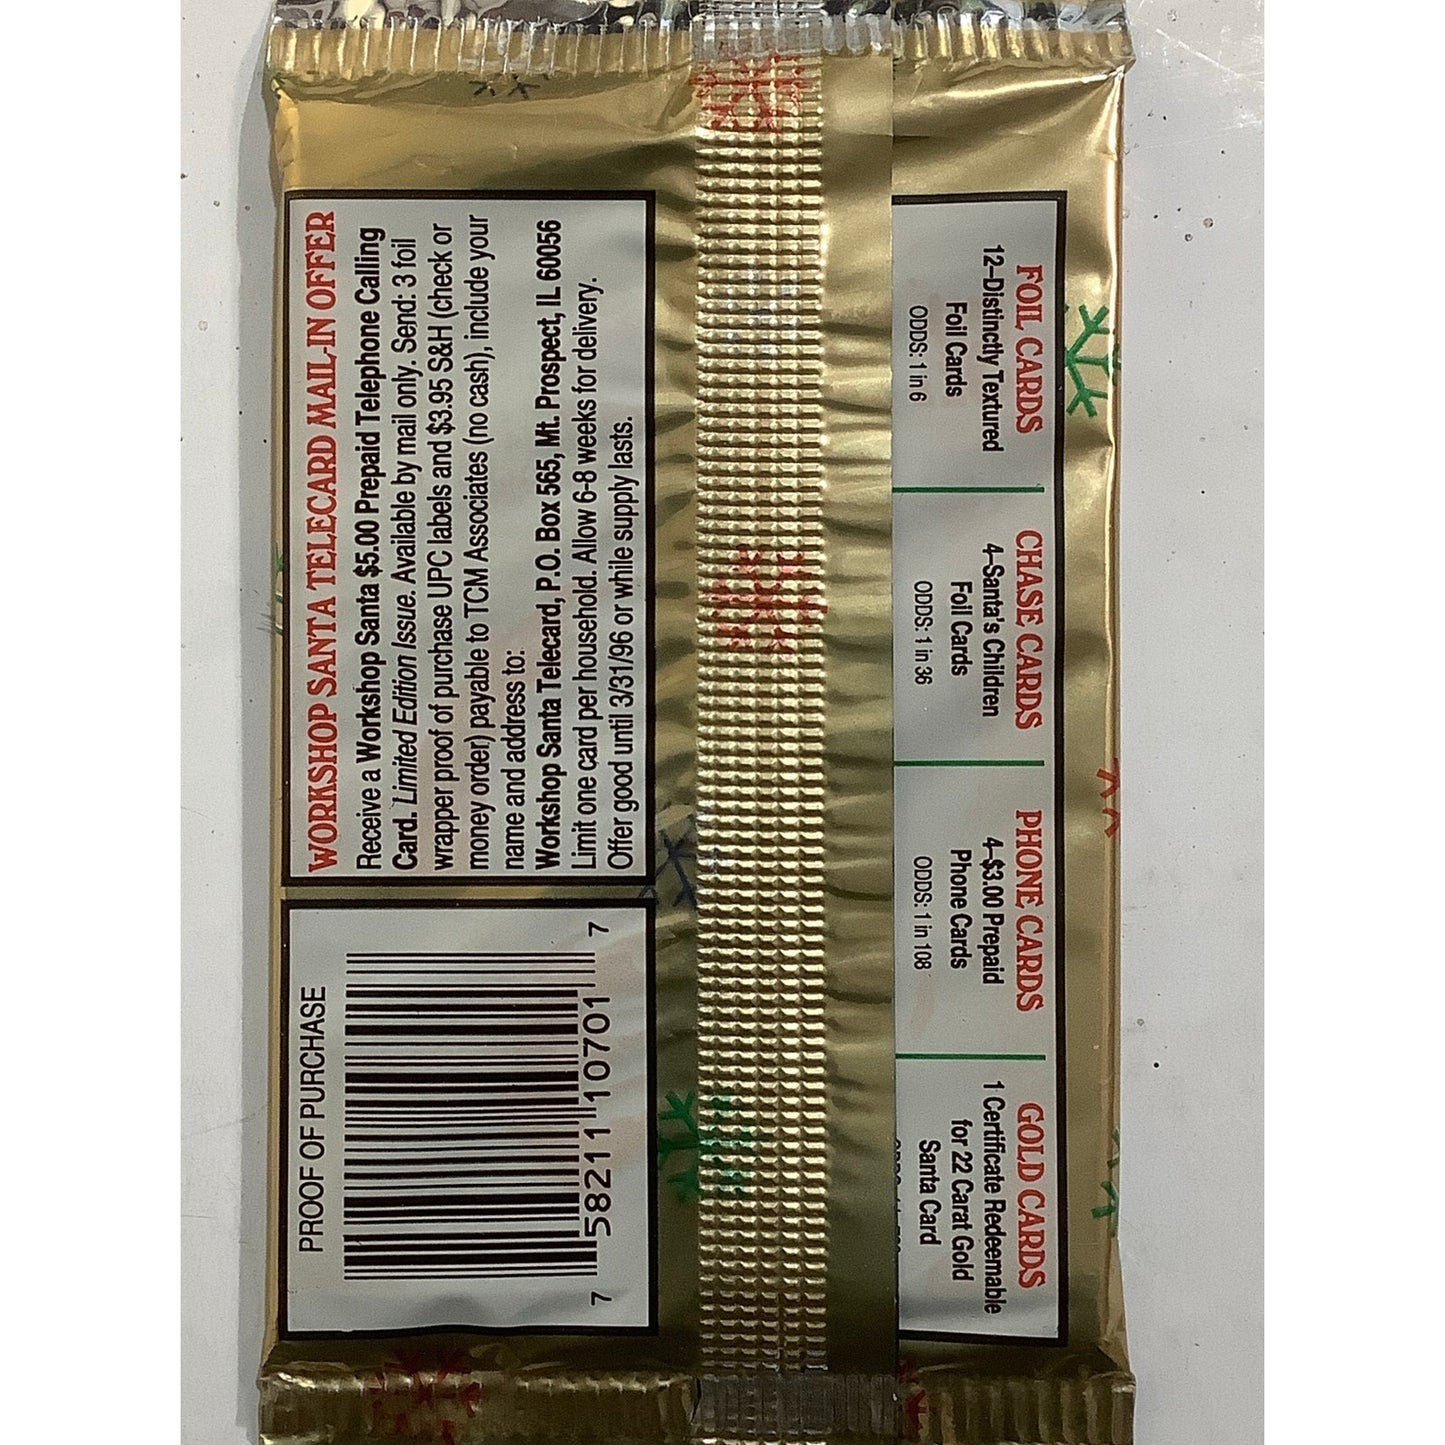 WORKSHOP SANTA TELECARD MAIL-IN OFFER
Receive a Workshop Santa $5.00 Prepaid Telephone Calling
Card. Limited Edition Issue. Available by mail only. Send: 3 foil
wrapper proof of purchase UPC labels and $3.95 S&H (check or
money order) payable to TCM Associates (no cash), include your
name and address to:
Workshop Santa Telecard, P.O. Box 565, Mt. Prospect, IL 60056
Limit one card per household. Allow 6-8 weeks for delivery.
Offer good until 3/31/96 or while supply lasts.
PROOF OF PURCHASE
7 58211 10701 7
FOIL CARDS
12-Distinctly Textured
Foil Cards
ODDS: 1 in 6
CHASE CARDS
4-Santa's Children
Foil Cards
ODDS: 1 in 36
PHONE CARDS
4-$3.00 Prepaid
Phone Cards
ODDS: 1 in 108
GOLD CARDS
1 Certificate Redeemable
for 22 Carat Gold
Santa Card